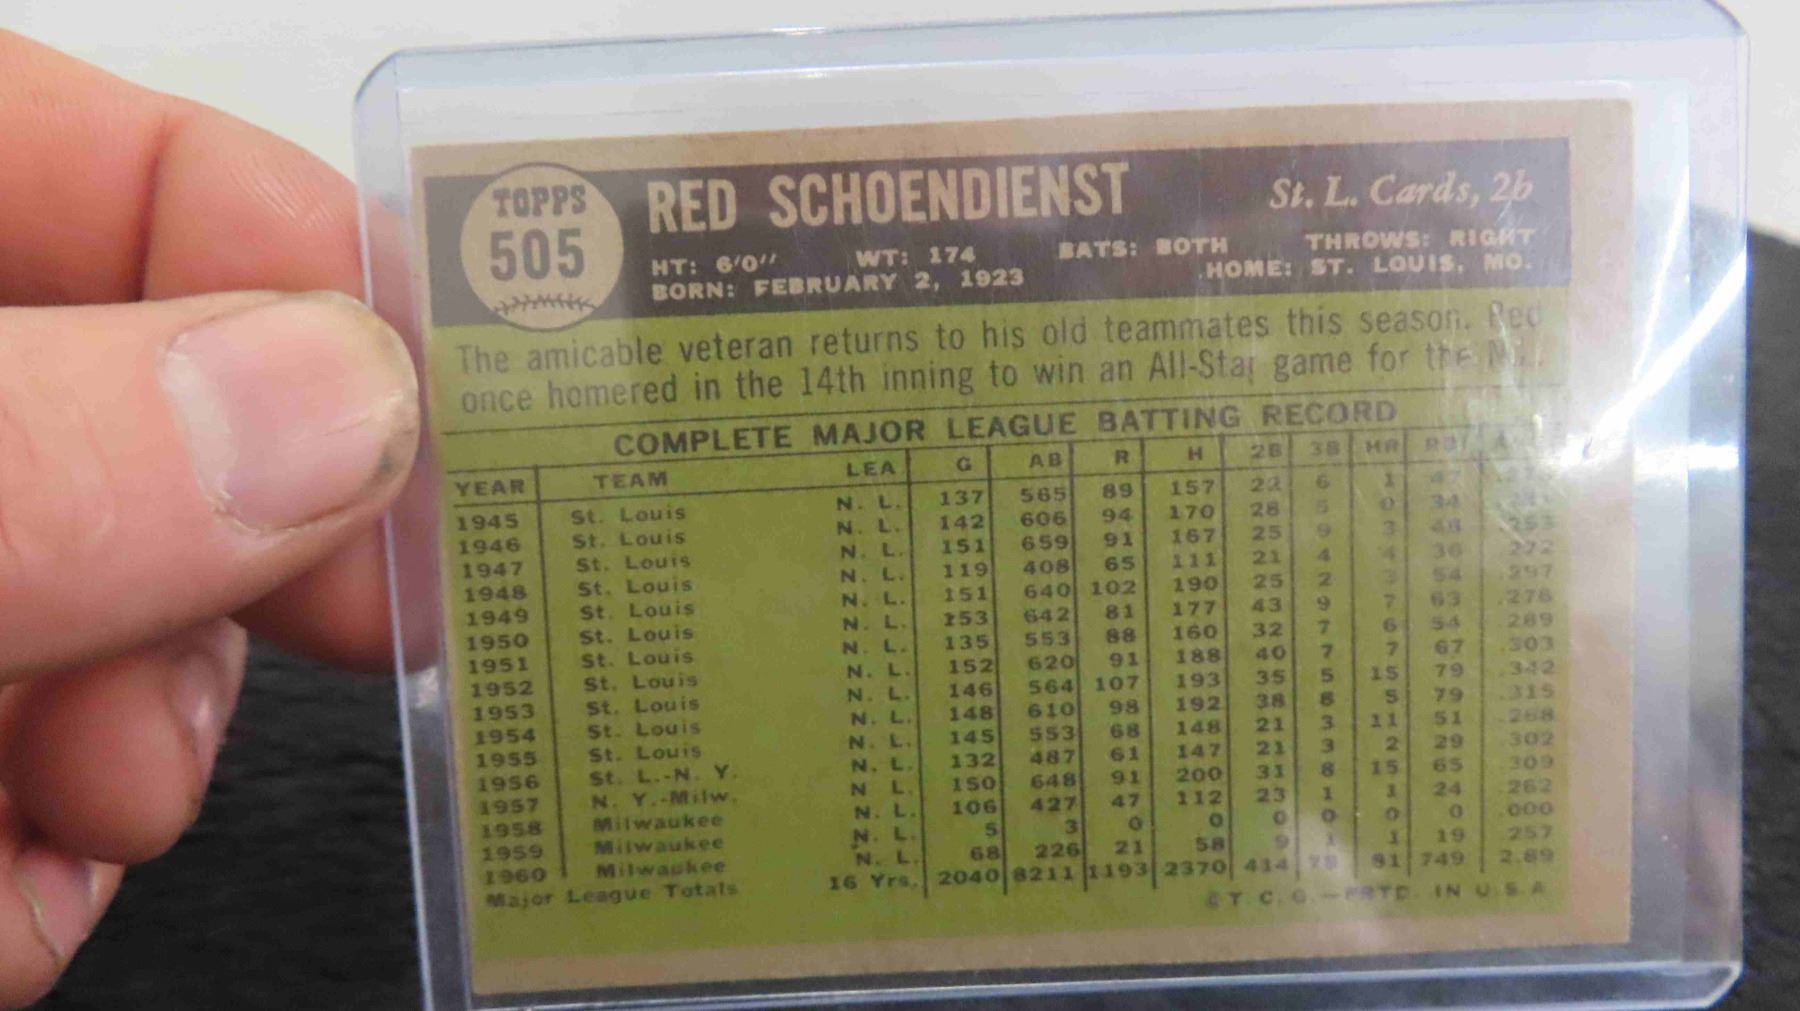 TOPPS
505
RED SCHOENDIENST
St. L. Cards, 2b
HT: 6'0" WT: 174 BATS: BOTH THROWS: RIGHT
BORN: FEBRUARY 2, 1923 HOME: ST. LOUIS, MO.
The amicable veteran returns to his old teammates this season. Red
once homered in the 14th inning to win an All-Star game for the
COMPLETE MAJOR LEAGUE BATTING RECORD
YEAR TEAM LEA G AB R H 2B 3B HR RBI
1945 St. Louis N. L. 137 565 89 157 22 6 1 47
1946 St. Louis N. L. 142 606 94 170 28 5 0 34 .281
1947 St. Louis N. L. 151 659 91 167 25 9 3 48 .253
1948 St. Louis N. L. 119 408 65 111 21 4 4 36 .272
1949 St. Louis N. L. 151 640 102 190 25 2 3 54 .297
1950 St. Louis N. L. 153 642 81 177 43 9 7 63 .276
1951 St. Louis N. L. 135 553 88 160 32 7 6 54 .289
1952 St. Louis N. L. 152 620 91 188 40 7 7 67 .303
1953 St. Louis N. L. 146 564 107 193 35 5 15 79 .342
1954 St. Louis N. L. 148 610 98 192 38 8 5 79 .315
1955 St. Louis N. L. 145 553 68 148 21 3 11 51 .268
1956 St. L.-N. Y. N. L. 132 487 61 147 21 3 2 29 .302
1957 N. Y.-Milw. N L. 150 648 91 200 31 8 15 65 .309
1958 Milwaukee N. L. 106 427 47 112 23 1 1 24 .262
1959 Milwaukee N. L. 5 3 0 0 0 0 0 0 .000
1960 Milwaukee N. L. 68 226 21 58 9 1 1 19 .257
Major League Totals 16 Yrs. 2040 8211 1193 2370 414 78 81 749 2.89
© T. C. G.—PRTD. IN U.S.A